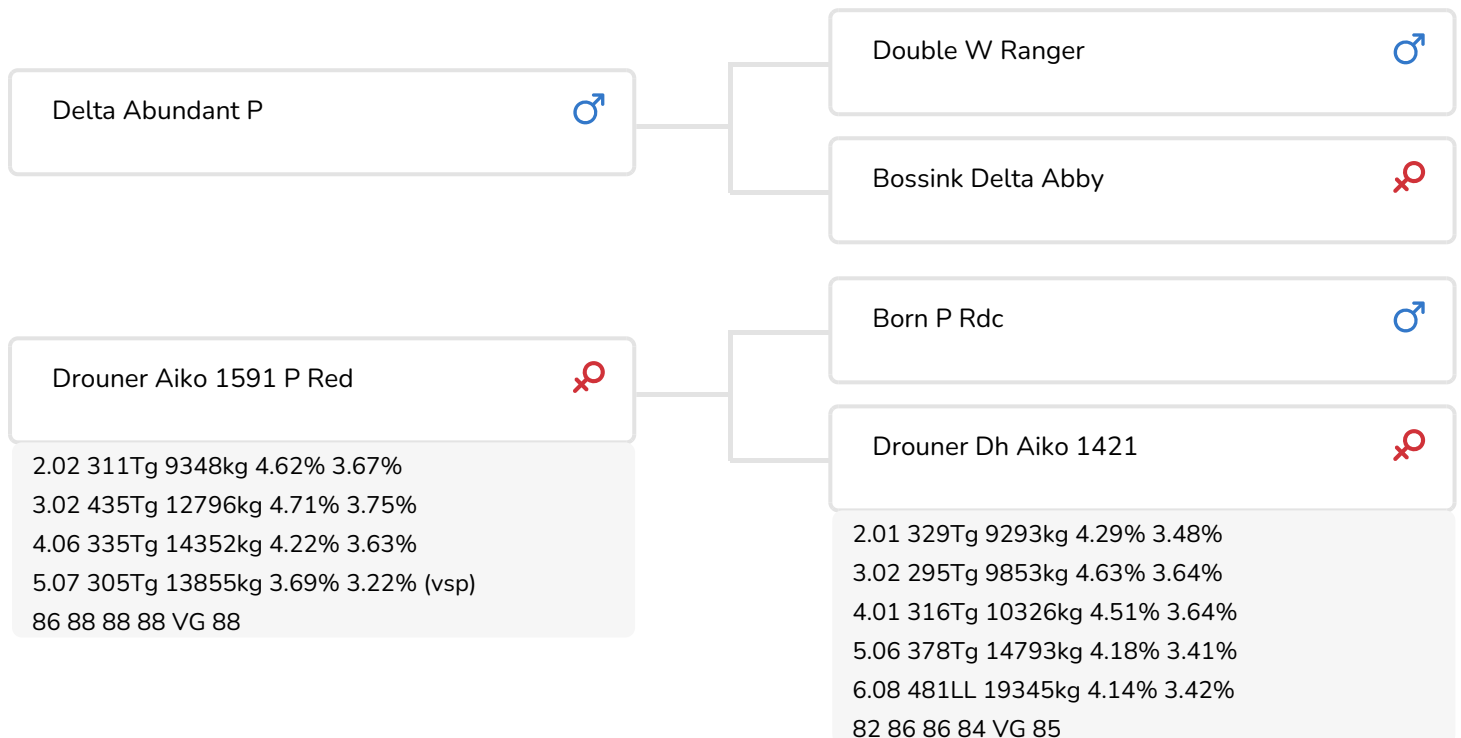 Delta Abundant P
Double W Ranger
Bossink Delta Abby
Drouner Aiko 1591 P Red
2.02 311Tg 9348kg 4.62% 3.67%
3.02 435Tg 12796kg 4.71% 3.75%
4.06 335Tg 14352kg 4.22% 3.63%
5.07 305Tg 13855kg 3.69% 3.22% (vsp)
86 88 88 88 VG 88
Born P Rdc
Drouner Dh Aiko 1421
2.01 329Tg 9293kg 4.29% 3.48%
3.02 295Tg 9853kg 4.63% 3.64%
4.01 316Tg 10326kg 4.51% 3.64%
5.06 378Tg 14793kg 4.18% 3.41%
6.08 481LL 19345kg 4.14% 3.42%
82 86 86 84 VG 85